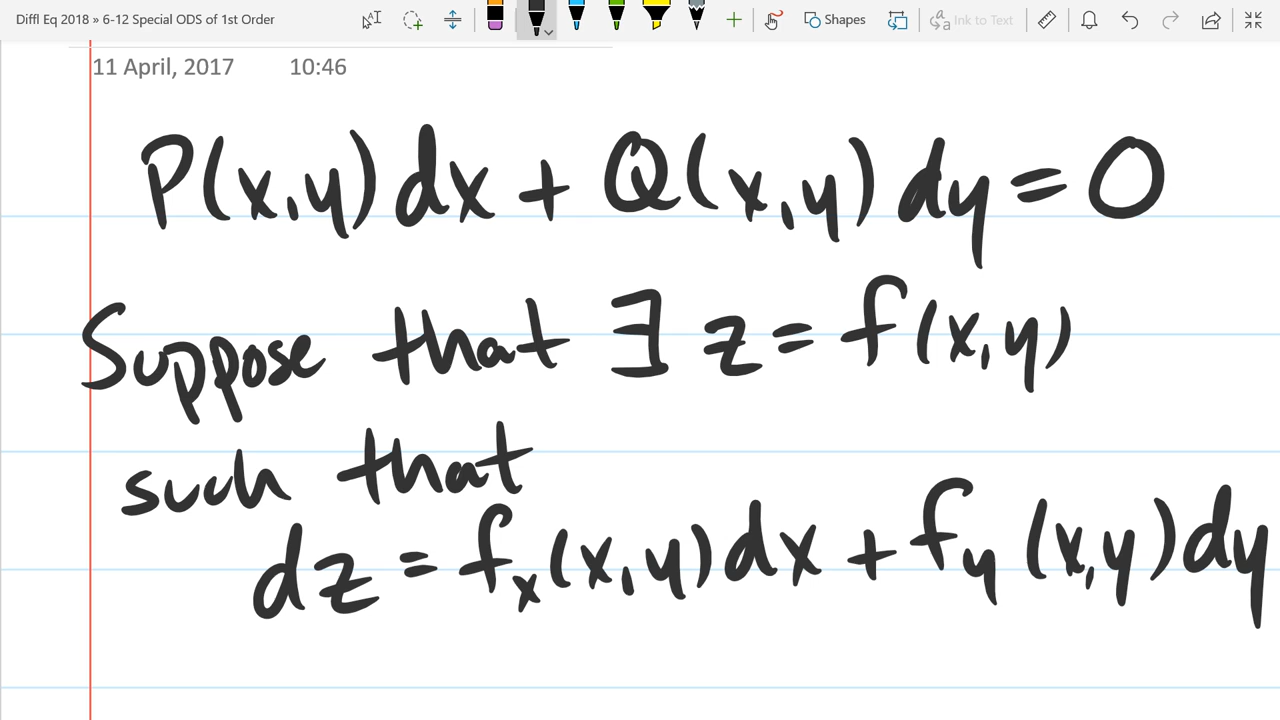 Diffl Eq 2018 » 6-12 Special ODS of 1st Order
Shapes
Ink to Text
11 April, 2017 10:46
P(x,y)dx + Q(x,y)dy = 0
Suppose that ∃ z = f(x,y)
such that
dz = fₓ(x,y)dx + f_y(x,y)dy